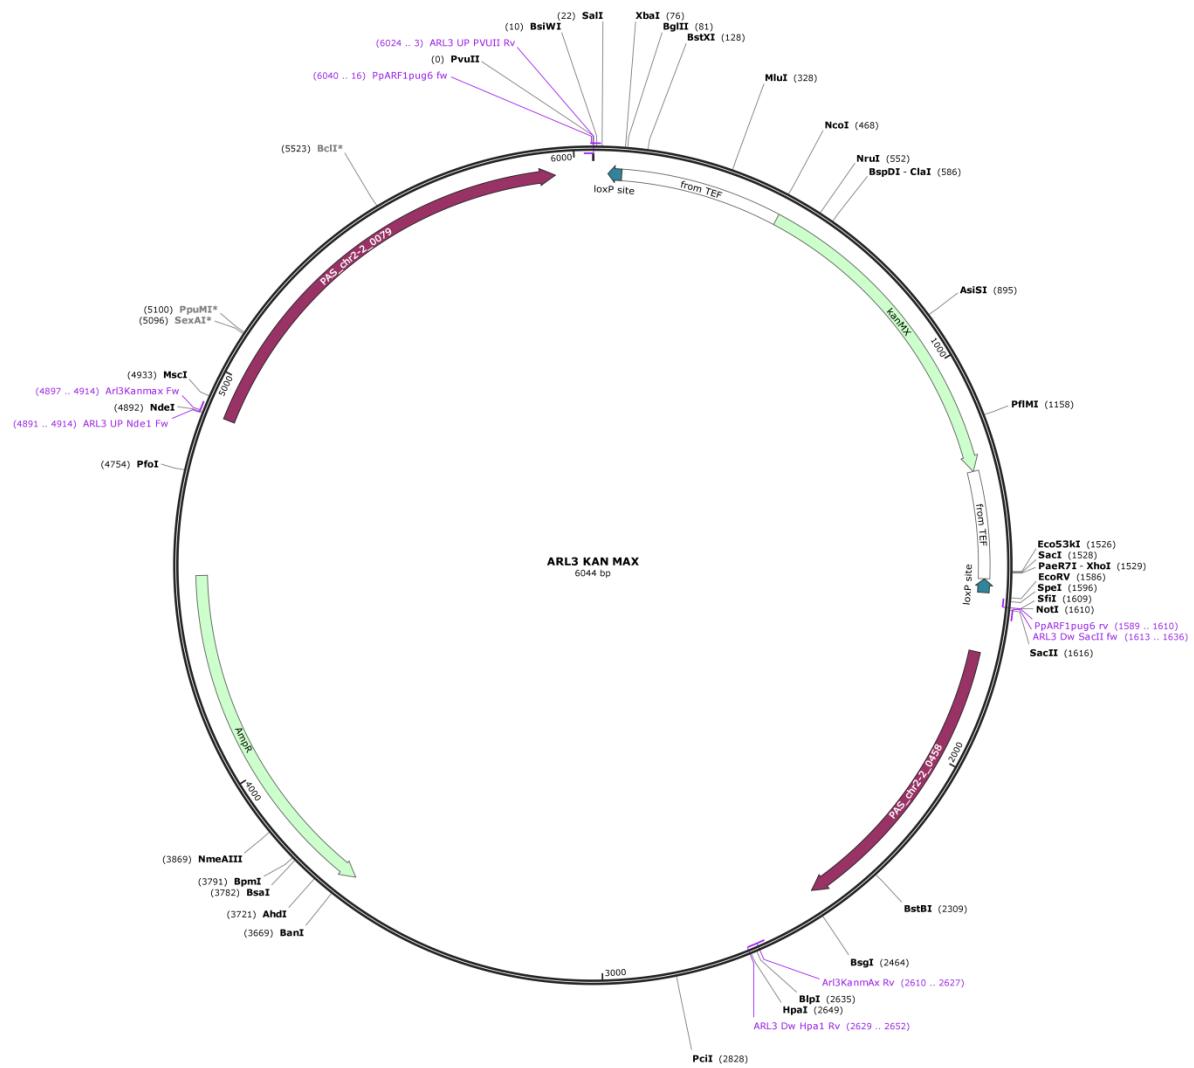 (22) SalI
XbaI (76)
(10) BsiWI
BglII (81)
BstXI (128)
(6024 .. 3) ARL3 UP PVUII Rv
(0) PvuII
(6040 .. 16) PpARF1pug6 fw
MluI (328)
NcoI (468)
(5523) BclI*
6000
NruI (552)
BspDI - ClaI (586)
loxP site
from TEF
PAS_chr2-2_0079
AsiSI (895)
kanMX
(5100) PpuMI*
(5096) SexAI*
1000
(4933) MscI
5000
(4897 .. 4914) Arl3Kanmax Fw
(4892) NdeI
(4891 .. 4914) ARL3 UP Nde1 Fw
PflMI (1158)
(4754) PfoI
from TEF
Eco53kI (1526)
SacI (1528)
ARL3 KAN MAX
PaeR7I - XhoI (1529)
6044 bp
EcoRV (1586)
loxP site
SpeI (1596)
SfiI (1609)
NotI (1610)
PpARF1pug6 rv (1589 .. 1610)
ARL3 Dw SacII fw (1613 .. 1636)
SacII (1616)
AmpR
2000
PAS_chr2-2_0458
4000
(3869) NmeAIII
(3791) BpmI
(3782) BsaI
(3721) AhdI
BstBI (2309)
(3669) BanI
BsgI (2464)
3000
Arl3KanmAx Rv (2610 .. 2627)
BlpI (2635)
HpaI (2649)
ARL3 Dw Hpa1 Rv (2629 .. 2652)
PciI (2828)